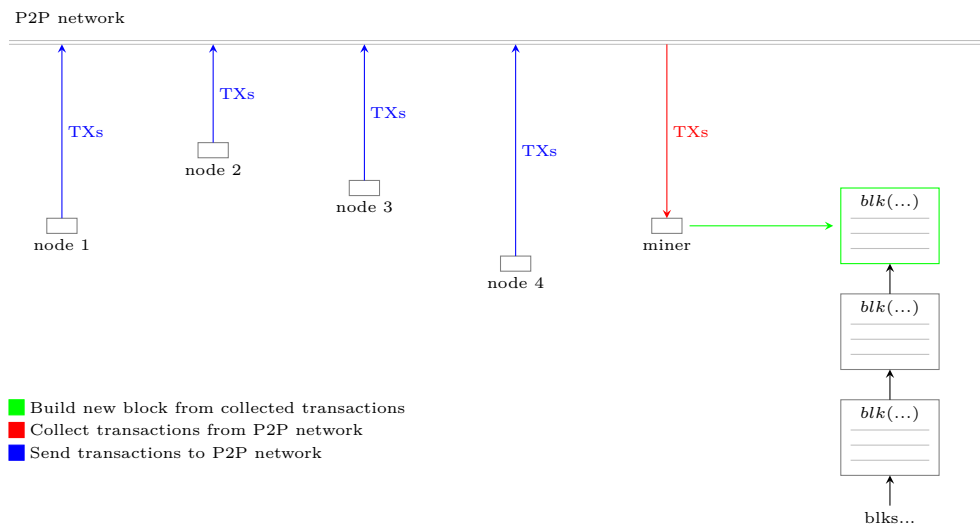 P2P network
TXs
TXs
TXs
TXs
TXs
node 1
node 2
node 3
node 4
miner
blk(...)
blk(...)
blk(...)
blks...
Build new block from collected transactions
Collect transactions from P2P network
Send transactions to P2P network